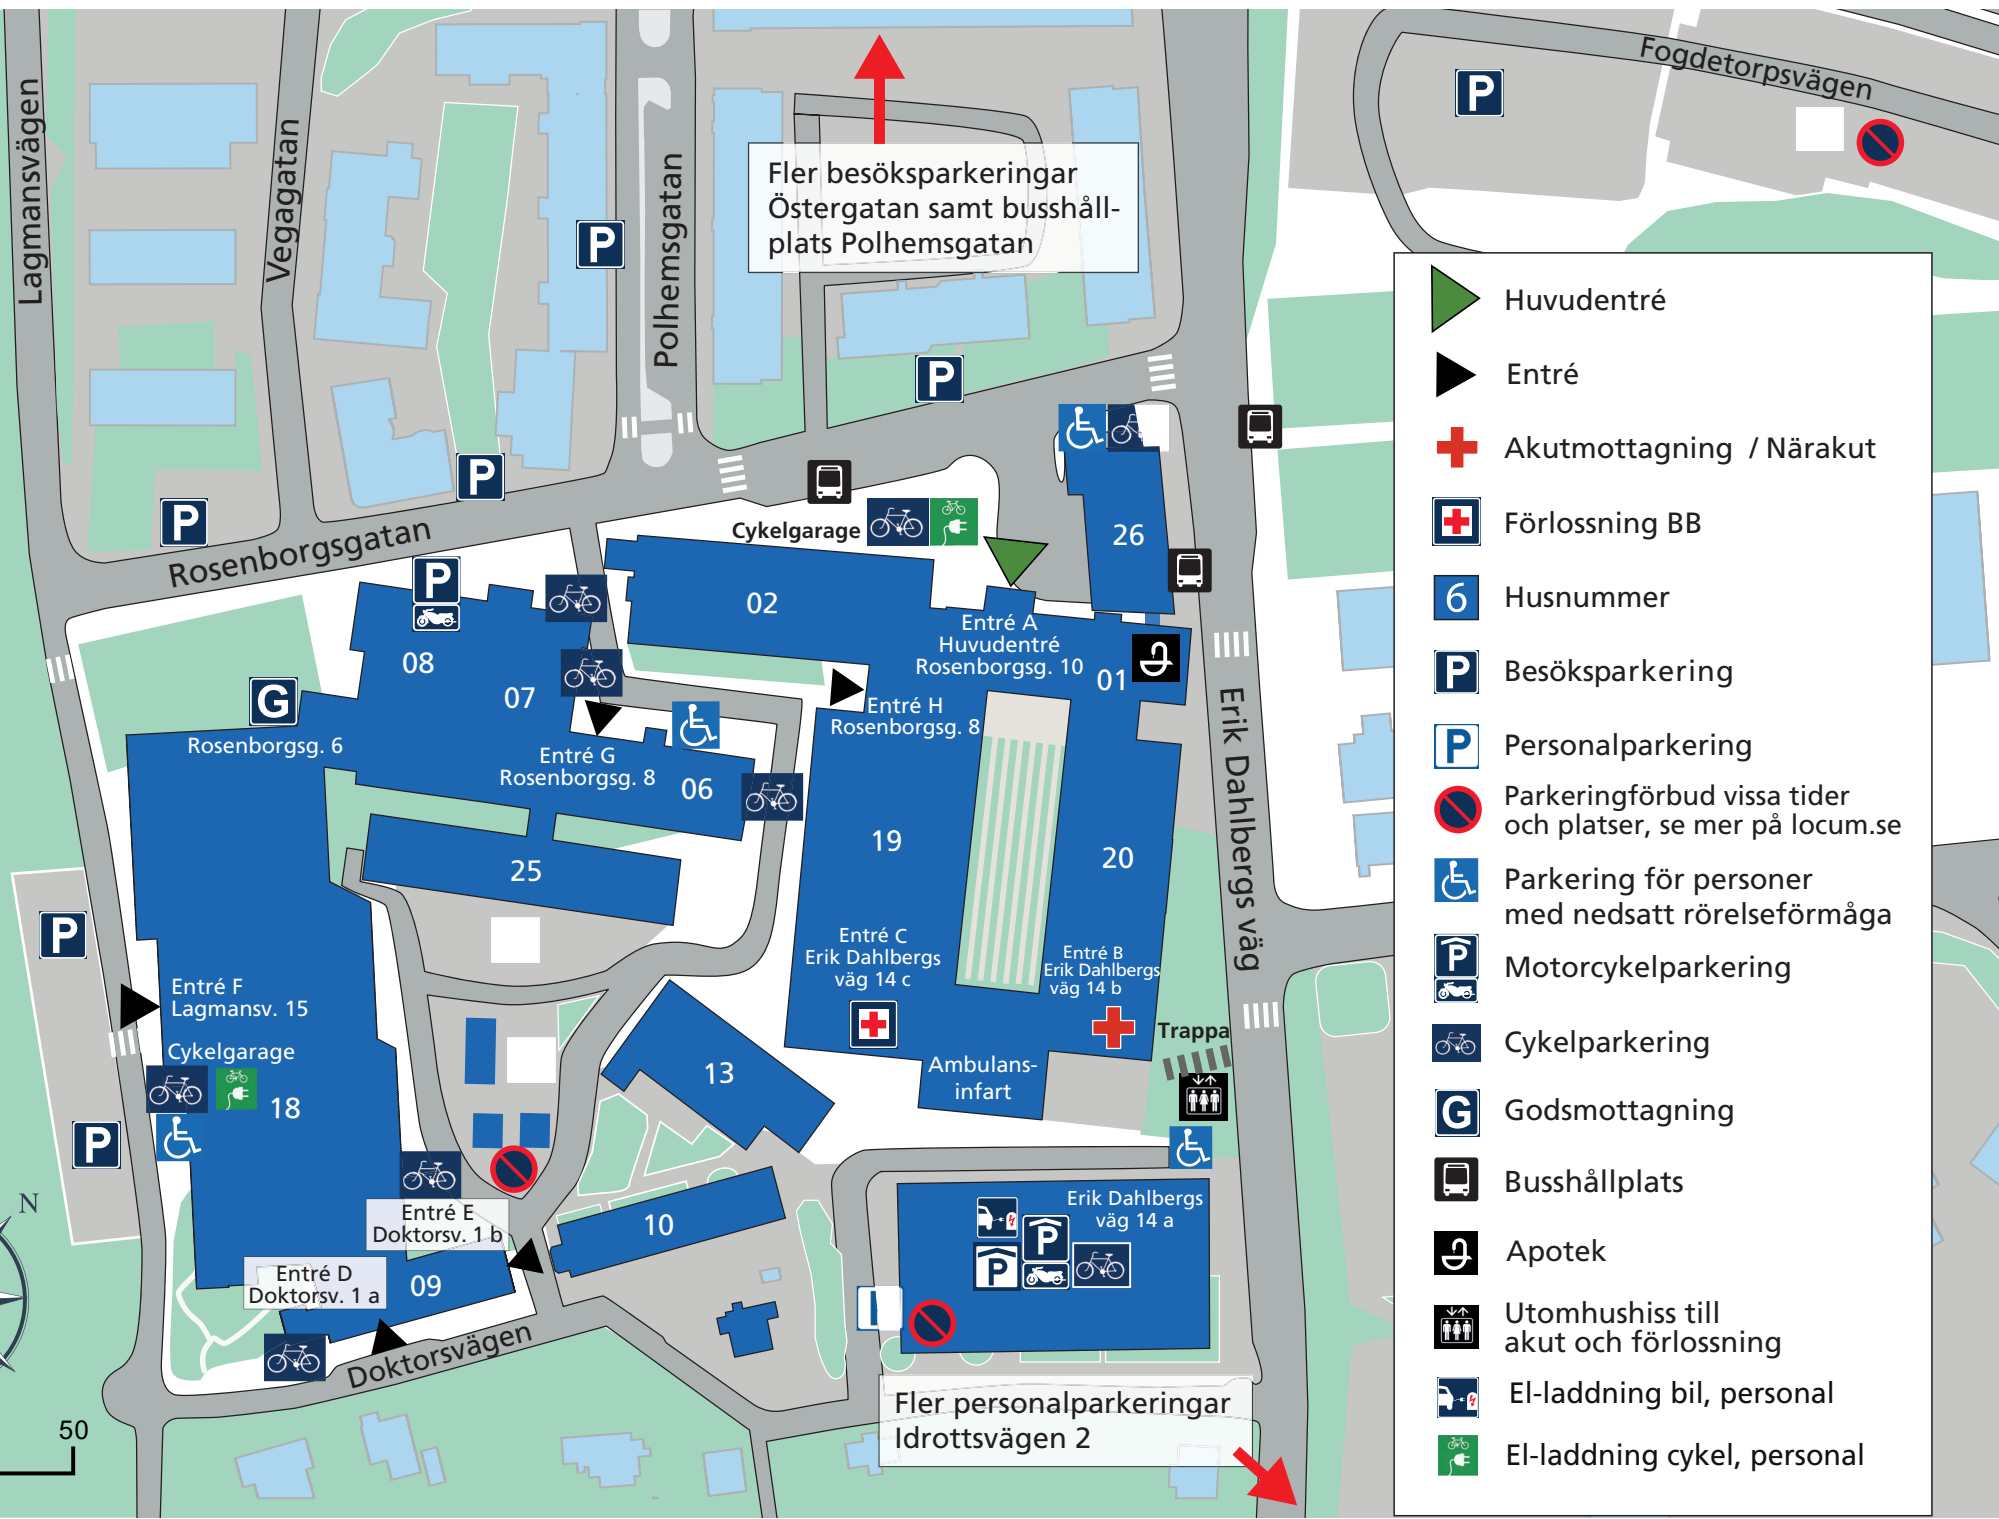 Lagmansvägen
Vegagatan
Polhemsgatan
Fogdetorpsvägen
Rosenborgsgatan
Erik Dahlbergs väg
Doktorsvägen
Fler besöksparkeringar
Östergatan samt busshåll-
plats Polhemsgatan
P
P
P
P
P
P
Cykelgarage
26
02
Entré A
Huvudentré
Rosenborgsg. 10
01
08
07
G
Rosenborgsg. 6
Entré H
Rosenborgsg. 8
Entré G
Rosenborgsg. 8
06
19
20
25
P
Entré C
Erik Dahlbergs
väg 14 c
Entré B
Erik Dahlbergs
väg 14 b
Entré F
Lagmansv. 15
Trappa
Cykelgarage
18
13
Ambulans-
infart
P
N
Entré E
Doktorsv. 1 b
10
Erik Dahlbergs
väg 14 a
P
P
Entré D
Doktorsv. 1 a
09
50
Fler personalparkeringar
Idrottsvägen 2
Huvudentré
Entré
Akutmottagning / Närakut
Förlossning BB
6 Husnummer
P Besöksparkering
P Personalparkering
Parkeringförbud vissa tider
och platser, se mer på locum.se
Parkering för personer
med nedsatt rörelseförmåga
P Motorcykelparkering
Cykelparkering
G Godsmottagning
Busshållplats
Apotek
Utomhushiss till
akut och förlossning
El-laddning bil, personal
El-laddning cykel, personal